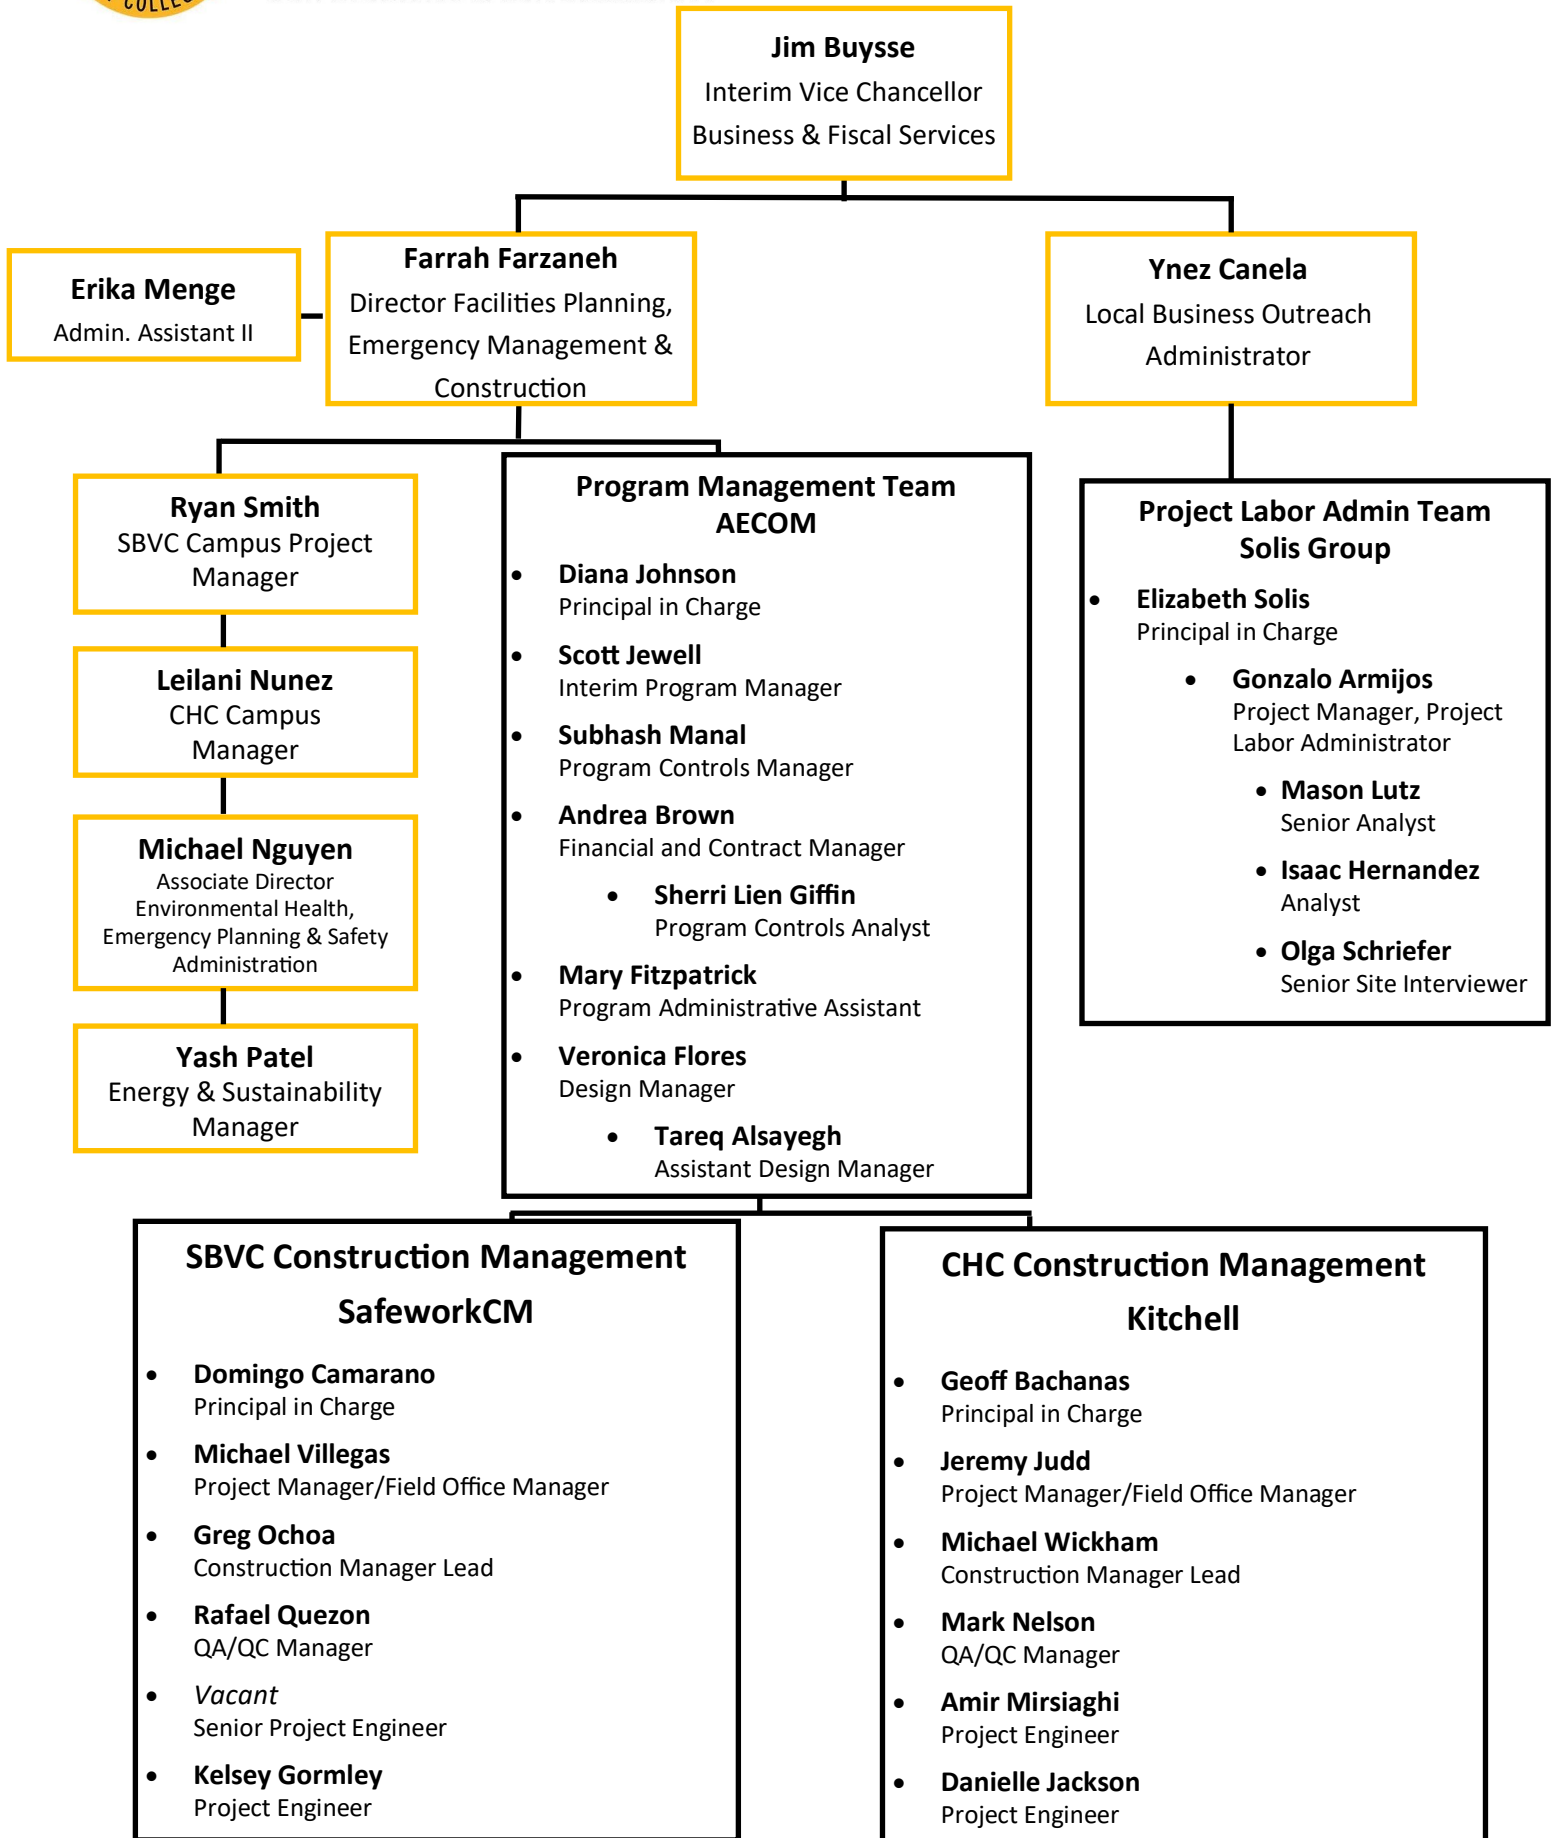 COLLEG
Jim Buysse
Interim Vice Chancellor
Business & Fiscal Services
Erika Menge
Admin. Assistant II
Farrah Farzaneh
Director Facilities Planning,
Emergency Management &
Construction
Ynez Canela
Local Business Outreach
Administrator
Ryan Smith
SBVC Campus Project
Manager
Leilani Nunez
CHC Campus
Manager
Michael Nguyen
Associate Director
Environmental Health,
Emergency Planning & Safety
Administration
Yash Patel
Energy & Sustainability
Manager
Program Management Team
AECOM
• Diana Johnson
Principal in Charge
• Scott Jewell
Interim Program Manager
• Subhash Manal
Program Controls Manager
• Andrea Brown
Financial and Contract Manager
• Sherri Lien Giffin
Program Controls Analyst
• Mary Fitzpatrick
Program Administrative Assistant
• Veronica Flores
Design Manager
• Tareq Alsayegh
Assistant Design Manager
Project Labor Admin Team
Solis Group
• Elizabeth Solis
Principal in Charge
• Gonzalo Armijos
Project Manager, Project
Labor Administrator
• Mason Lutz
Senior Analyst
• Isaac Hernandez
Analyst
• Olga Schriefer
Senior Site Interviewer
SBVC Construction Management
SafeworkCM
• Domingo Camarano
Principal in Charge
• Michael Villegas
Project Manager/Field Office Manager
• Greg Ochoa
Construction Manager Lead
• Rafael Quezon
QA/QC Manager
• Vacant
Senior Project Engineer
• Kelsey Gormley
Project Engineer
CHC Construction Management
Kitchell
• Geoff Bachanas
Principal in Charge
• Jeremy Judd
Project Manager/Field Office Manager
• Michael Wickham
Construction Manager Lead
• Mark Nelson
QA/QC Manager
• Amir Mirsiaghi
Project Engineer
• Danielle Jackson
Project Engineer